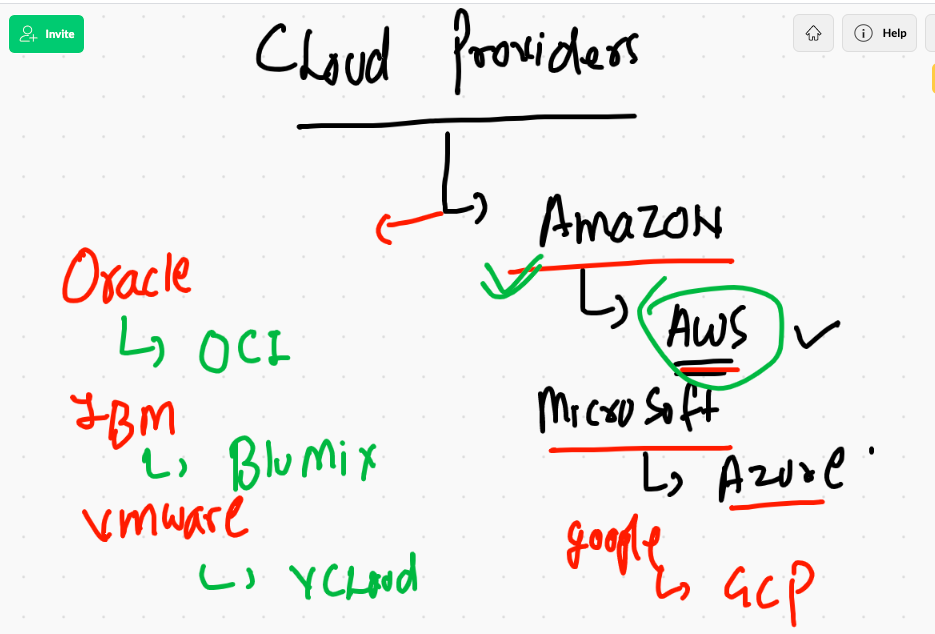 Invite
Help
Cloud Providers
Amazon
AWS
Microsoft
Azure
google
GCP
Oracle
OCI
IBM
BluMix
vmware
vCloud